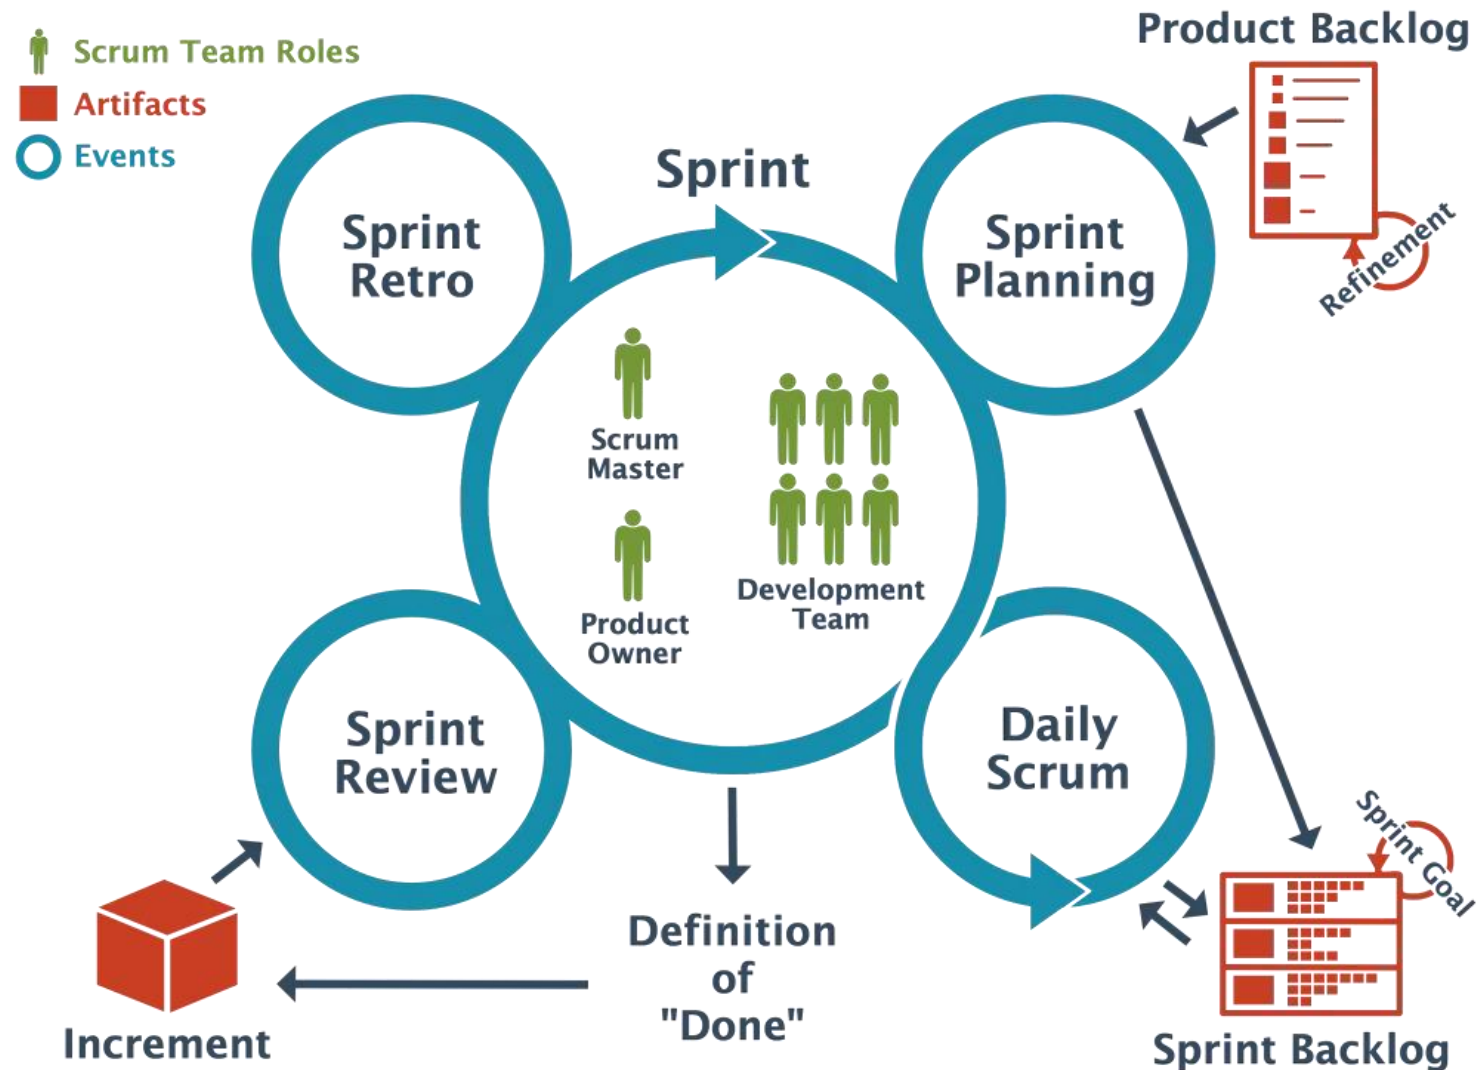 Scrum Team Roles
Artifacts
Events
Product Backlog
Refinement
Sprint
Sprint
Retro
Sprint
Planning
Scrum
Master
Product
Owner
Development
Team
Sprint
Review
Daily
Scrum
Sprint Goal
Definition
of
"Done"
Increment
Sprint Backlog